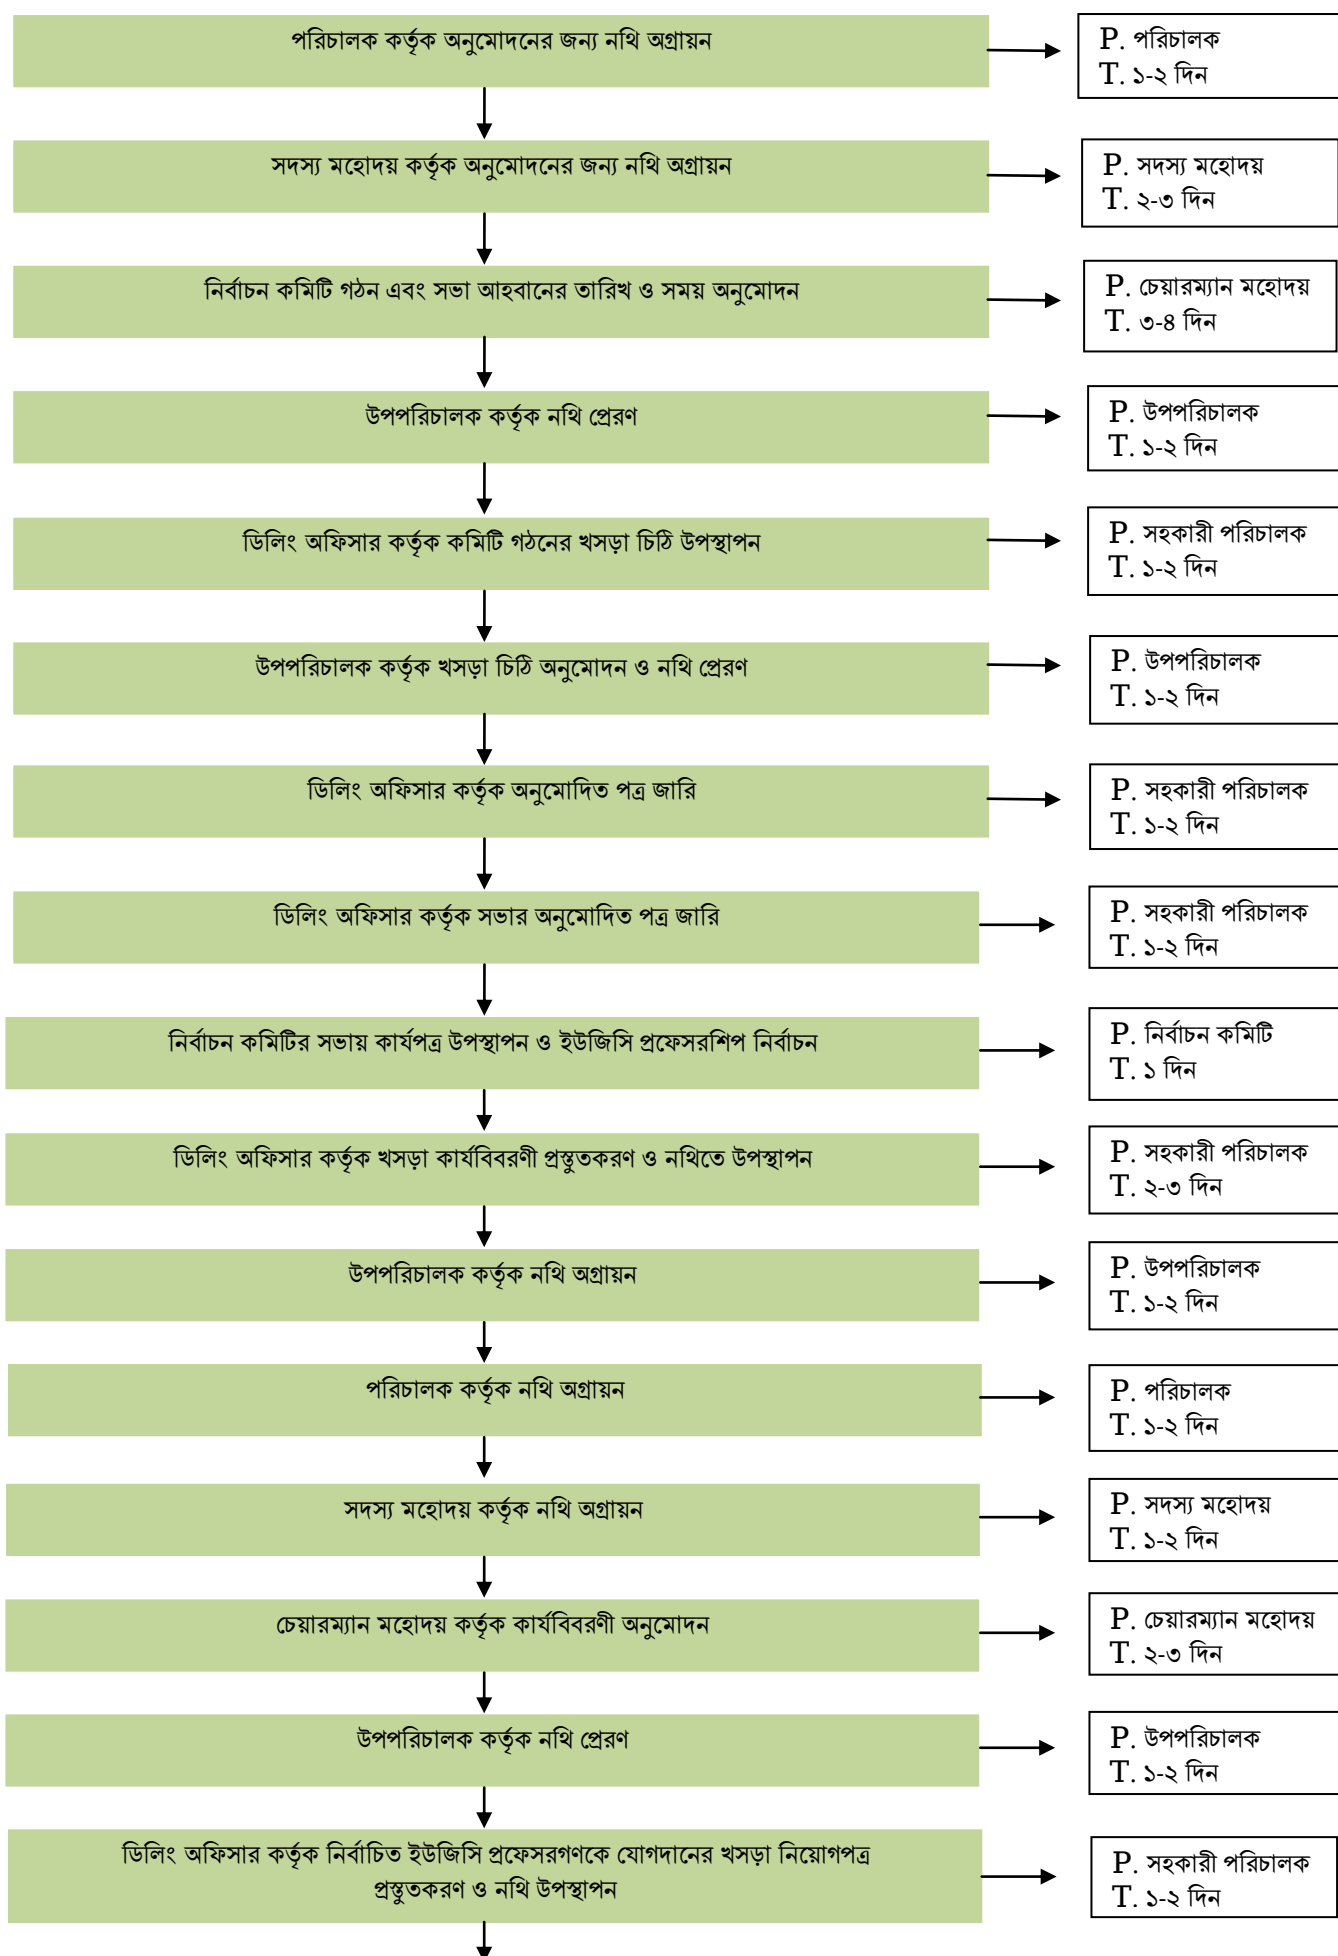 পরিচালক কর্তৃক অনুমোদনের জন্য নথি অগ্রায়ন
P. পরিচালক
T. ১-২ দিন
সদস্য মহোদয় কর্তৃক অনুমোদনের জন্য নথি অগ্রায়ন
P. সদস্য মহোদয়
T. ২-৩ দিন
নির্বাচন কমিটি গঠন এবং সভা আহবানের তারিখ ও সময় অনুমোদন
P. চেয়ারম্যান মহোদয়
T. ৩-৪ দিন
উপপরিচালক কর্তৃক নথি প্রেরণ
P. উপপরিচালক
T. ১-২ দিন
ডিলিং অফিসার কর্তৃক কমিটি গঠনের খসড়া চিঠি উপস্থাপন
P. সহকারী পরিচালক
T. ১-২ দিন
উপপরিচালক কর্তৃক খসড়া চিঠি অনুমোদন ও নথি প্রেরণ
P. উপপরিচালক
T. ১-২ দিন
ডিলিং অফিসার কর্তৃক অনুমোদিত পত্র জারি
P. সহকারী পরিচালক
T. ১-২ দিন
ডিলিং অফিসার কর্তৃক সভার অনুমোদিত পত্র জারি
P. সহকারী পরিচালক
T. ১-২ দিন
নির্বাচন কমিটির সভায় কার্যপত্র উপস্থাপন ও ইউজিসি প্রফেসরশিপ নির্বাচন
P. নির্বাচন কমিটি
T. ১ দিন
ডিলিং অফিসার কর্তৃক খসড়া কার্যবিবরণী প্রস্তুতকরণ ও নথিতে উপস্থাপন
P. সহকারী পরিচালক
T. ২-৩ দিন
উপপরিচালক কর্তৃক নথি অগ্রায়ন
P. উপপরিচালক
T. ১-২ দিন
পরিচালক কর্তৃক নথি অগ্রায়ন
P. পরিচালক
T. ১-২ দিন
সদস্য মহোদয় কর্তৃক নথি অগ্রায়ন
P. সদস্য মহোদয়
T. ১-২ দিন
চেয়ারম্যান মহোদয় কর্তৃক কার্যবিবরণী অনুমোদন
P. চেয়ারম্যান মহোদয়
T. ২-৩ দিন
উপপরিচালক কর্তৃক নথি প্রেরণ
P. উপপরিচালক
T. ১-২ দিন
ডিলিং অফিসার কর্তৃক নির্বাচিত ইউজিসি প্রফেসরগণকে যোগদানের খসড়া নিয়োগপত্র
প্রস্তুতকরণ ও নথি উপস্থাপন
P. সহকারী পরিচালক
T. ১-২ দিন